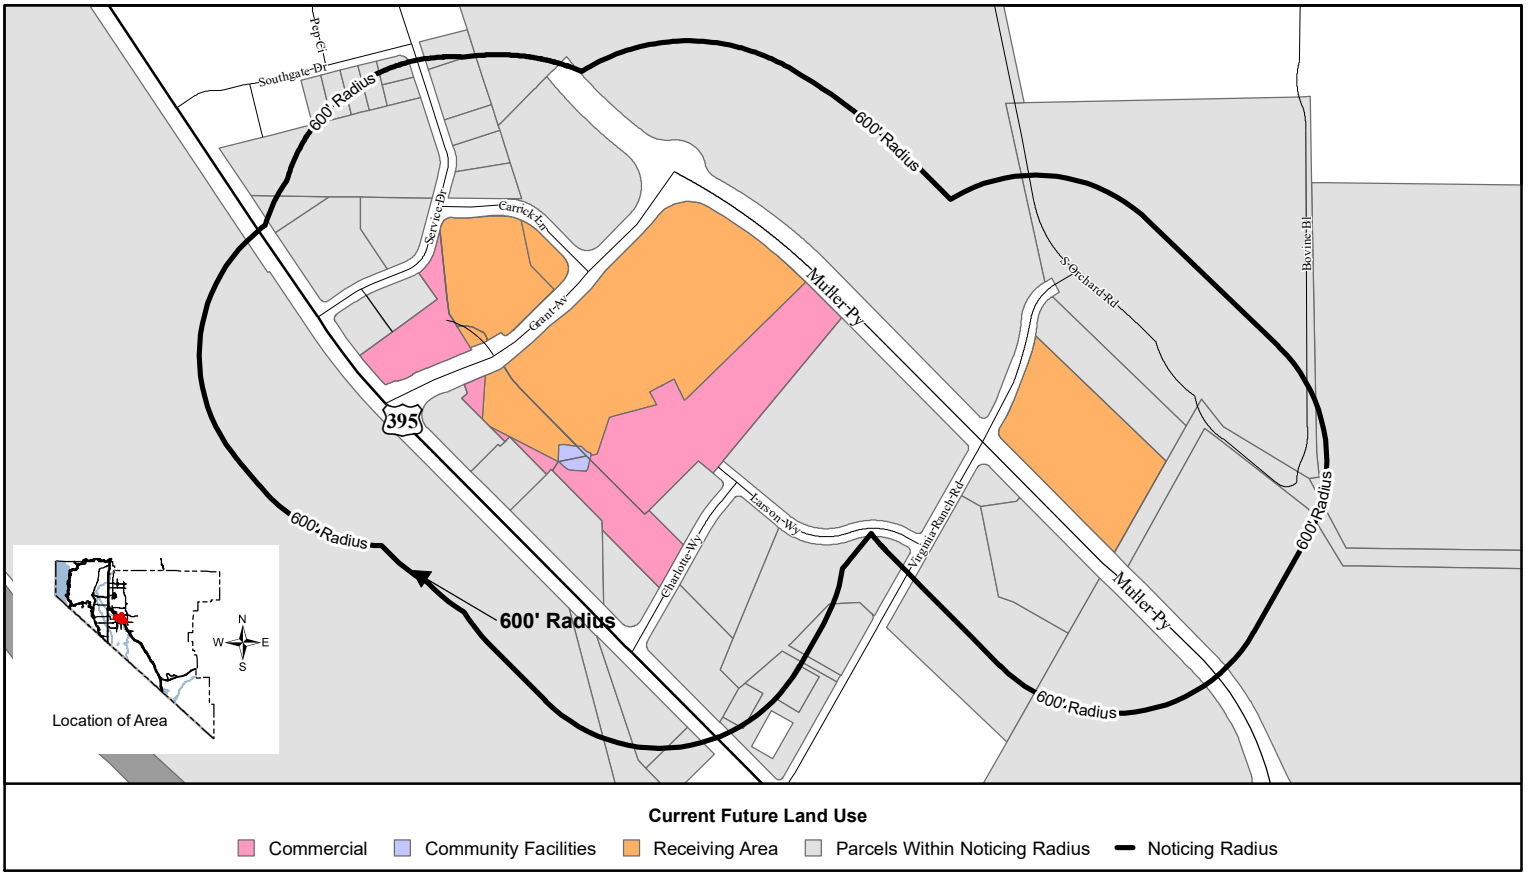 Pep Ci
Southgate Dr
600' Radius
600' Radius
Service Dr
Carrick Ln
Bovine Bl
S Orchard Rd
Muller Py
Grant Av
395
Larson Wy
Virginia Ranch Rd
600' Radius
600' Radius
Charlotte Wy
Muller Py
600' Radius
N
W E
S
600' Radius
Location of Area
Current Future Land Use
Commercial
Community Facilities
Receiving Area
Parcels Within Noticing Radius
Noticing Radius